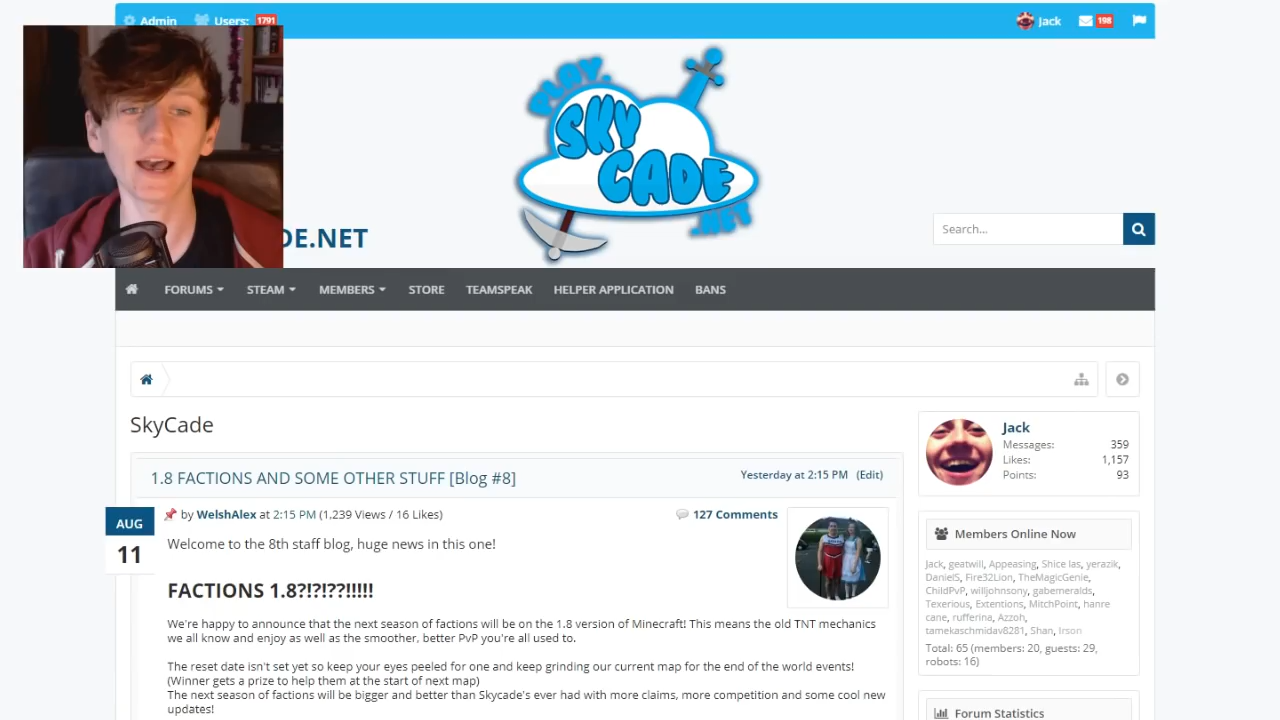 Admin Users: 1791 Jack 198
PLAY.
SKY
CADE
.NET
DE.NET
Search...
FORUMS STEAM MEMBERS STORE TEAMSPEAK HELPER APPLICATION BANS
SkyCade
1.8 FACTIONS AND SOME OTHER STUFF [Blog #8] Yesterday at 2:15 PM (Edit)
AUG
11
by WelshAlex at 2:15 PM (1,239 Views / 16 Likes) 127 Comments
Welcome to the 8th staff blog, huge news in this one!
FACTIONS 1.8?!?!??!!!!!
We're happy to announce that the next season of factions will be on the 1.8 version of Minecraft! This means the old TNT mechanics
we all know and enjoy as well as the smoother, better PvP you're all used to.
The reset date isn't set yet so keep your eyes peeled for one and keep grinding our current map for the end of the world events!
(Winner gets a prize to help them at the start of next map)
The next season of factions will be bigger and better than Skycade's ever had with more claims, more competition and some cool new
updates!
Jack
Messages: 359
Likes: 1,157
Points: 93
Members Online Now
Jack, geatwill, Appeasing, Shice las, yerazik,
DanielS, Fire32Lion, TheMagicGenie,
ChildPvP, willjohnsony, gabemeralds,
Texerious, Extentions, MitchPoint, hanre
cane, rufferina, Azzoh,
tamekaschmidav8281, Shan, Irson
Total: 65 (members: 20, guests: 29,
robots: 16)
Forum Statistics